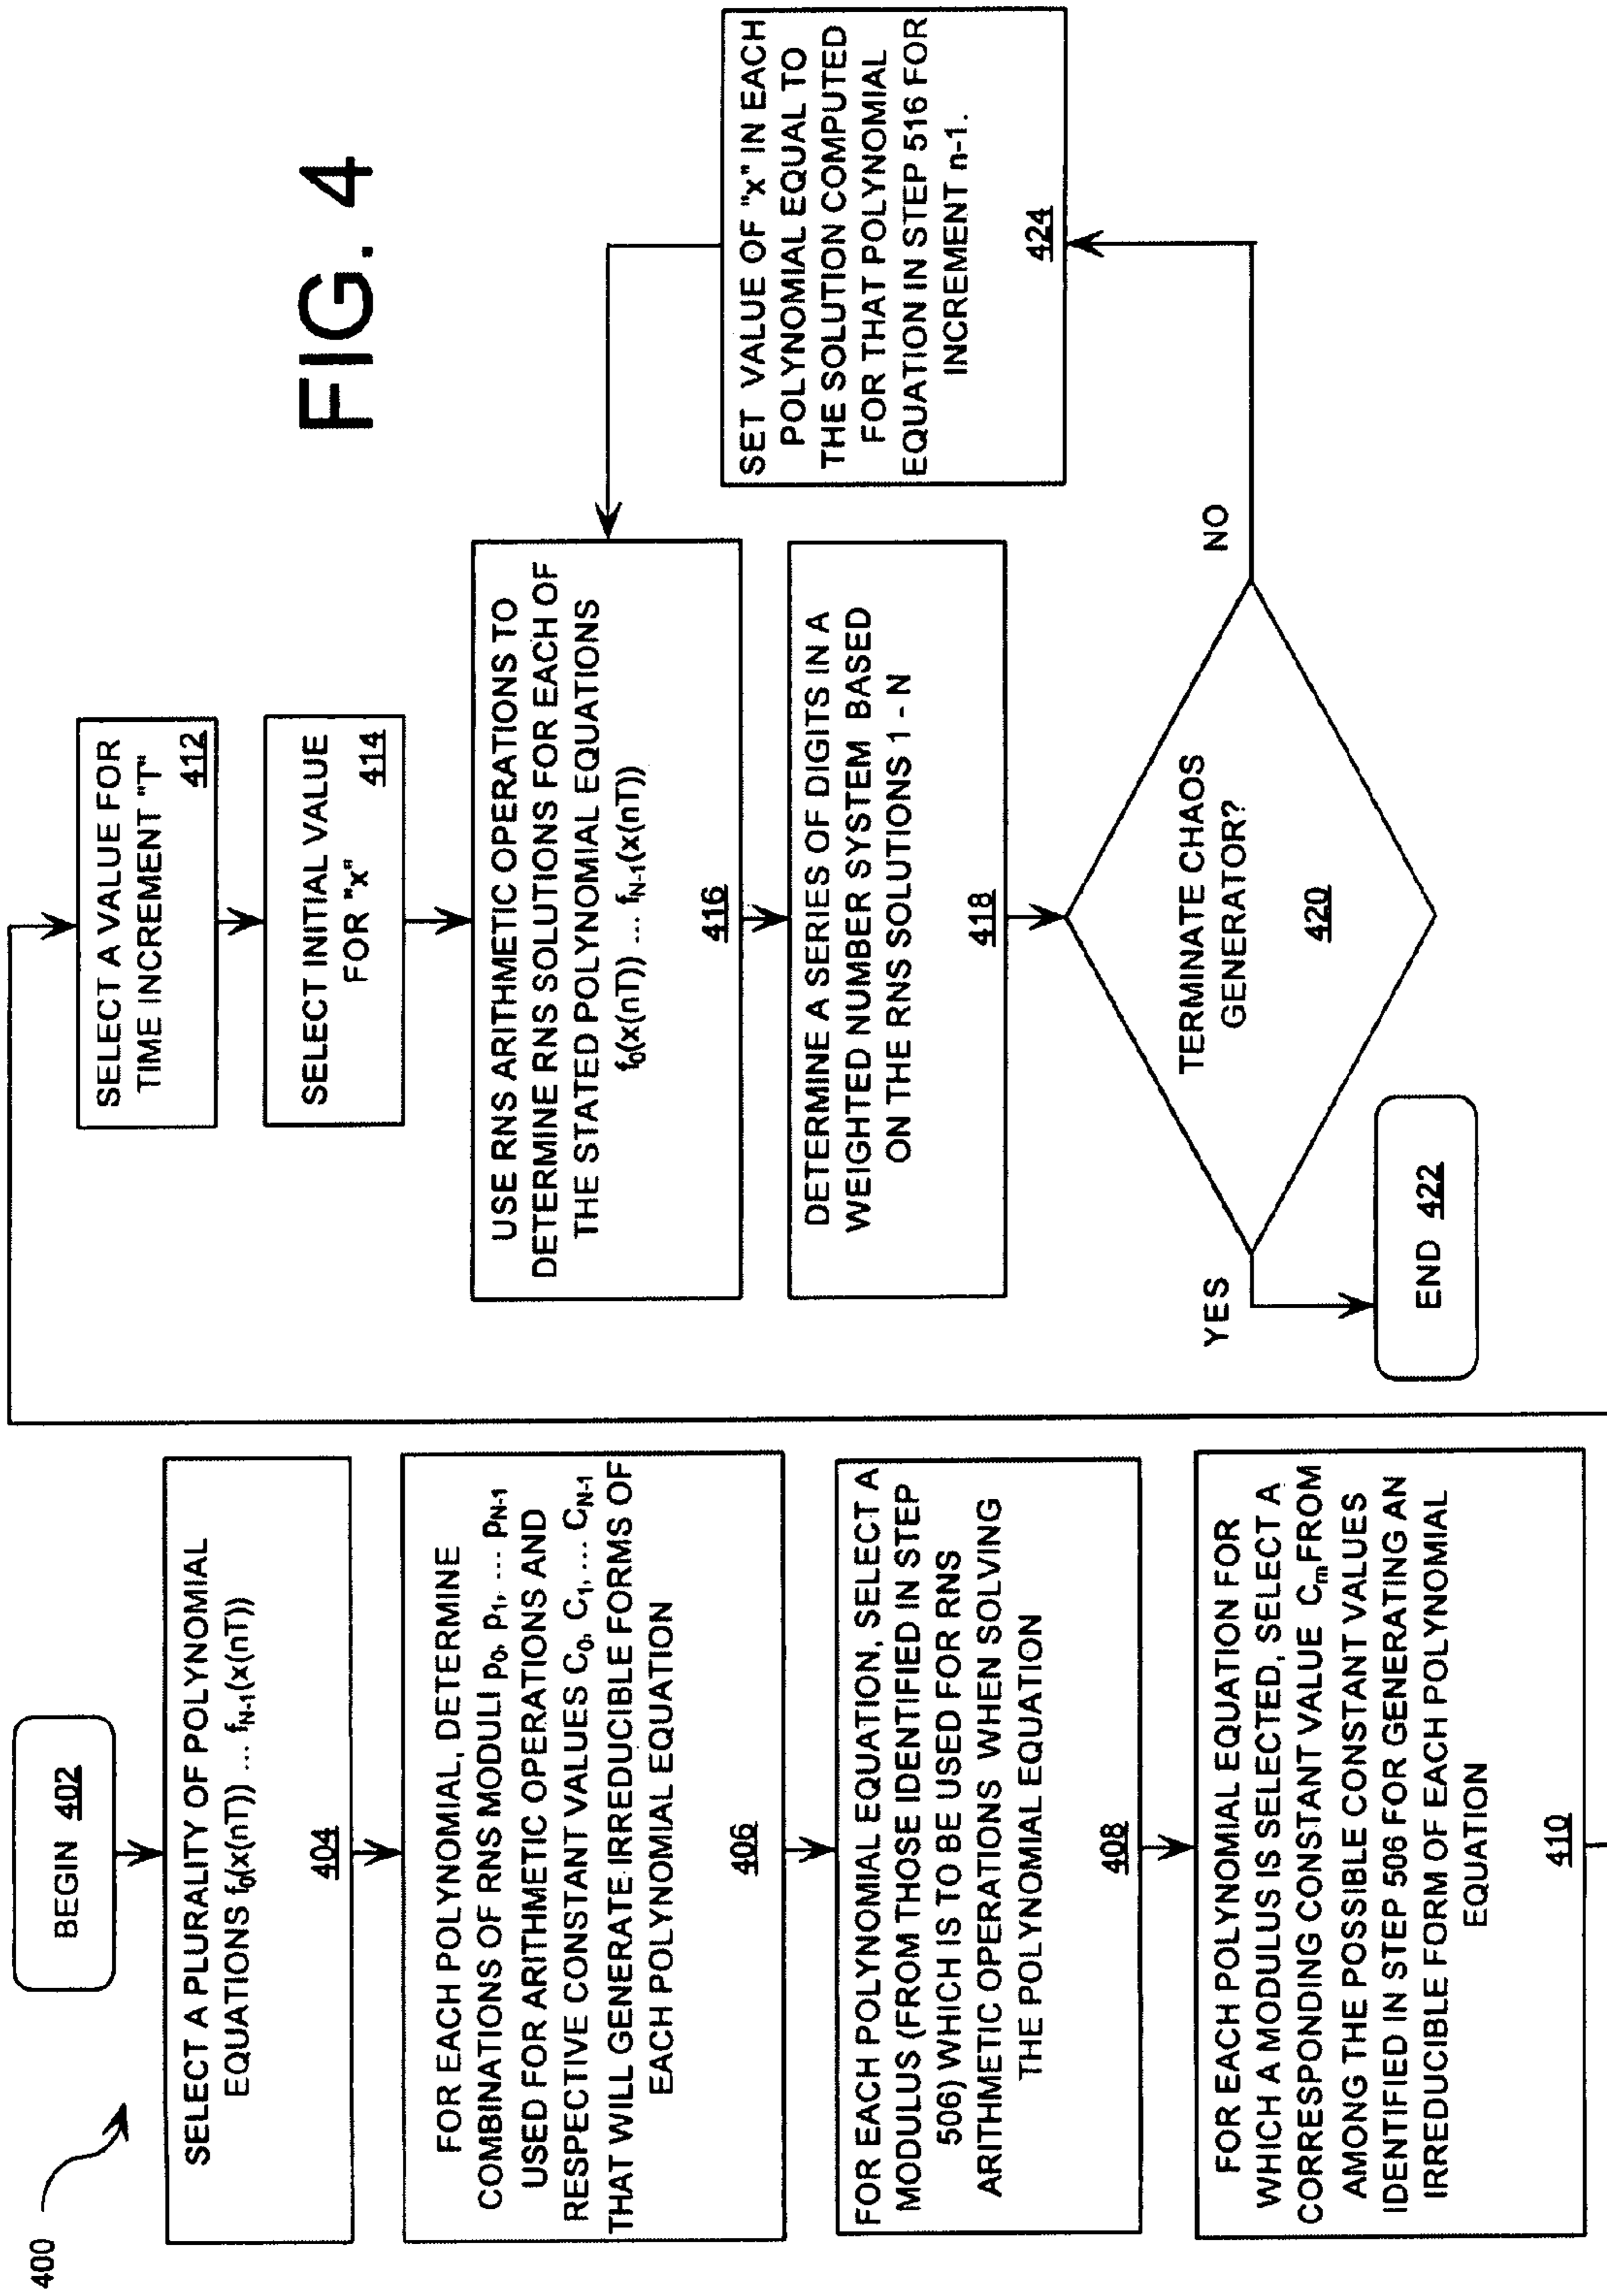 400
BEGIN 402
SELECT A PLURALITY OF POLYNOMIAL
EQUATIONS f0(x(nT)) ... fN-1(x(nT))
404
FOR EACH POLYNOMIAL, DETERMINE
COMBINATIONS OF RNS MODULI p0, p1, ... pN-1
USED FOR ARITHMETIC OPERATIONS AND
RESPECTIVE CONSTANT VALUES C0, C1, ... CN-1
THAT WILL GENERATE IRREDUCIBLE FORMS OF
EACH POLYNOMIAL EQUATION
406
FOR EACH POLYNOMIAL EQUATION, SELECT A
MODULUS (FROM THOSE IDENTIFIED IN STEP
506) WHICH IS TO BE USED FOR RNS
ARITHMETIC OPERATIONS WHEN SOLVING
THE POLYNOMIAL EQUATION
408
FOR EACH POLYNOMIAL EQUATION FOR
WHICH A MODULUS IS SELECTED, SELECT A
CORRESPONDING CONSTANT VALUE Cm FROM
AMONG THE POSSIBLE CONSTANT VALUES
IDENTIFIED IN STEP 506 FOR GENERATING AN
IRREDUCIBLE FORM OF EACH POLYNOMIAL
EQUATION
410
SELECT A VALUE FOR
TIME INCREMENT "T"
412
SELECT INITIAL VALUE
FOR "x"
414
USE RNS ARITHMETIC OPERATIONS TO
DETERMINE RNS SOLUTIONS FOR EACH OF
THE STATED POLYNOMIAL EQUATIONS
f0(x(nT)) ... fN-1(x(nT))
416
DETERMINE A SERIES OF DIGITS IN A
WEIGHTED NUMBER SYSTEM BASED
ON THE RNS SOLUTIONS 1 - N
418
TERMINATE CHAOS
GENERATOR?
420
YES
NO
END 422
SET VALUE OF "x" IN EACH
POLYNOMIAL EQUAL TO
THE SOLUTION COMPUTED
FOR THAT POLYNOMIAL
EQUATION IN STEP 516 FOR
INCREMENT n-1.
424
FIG. 4